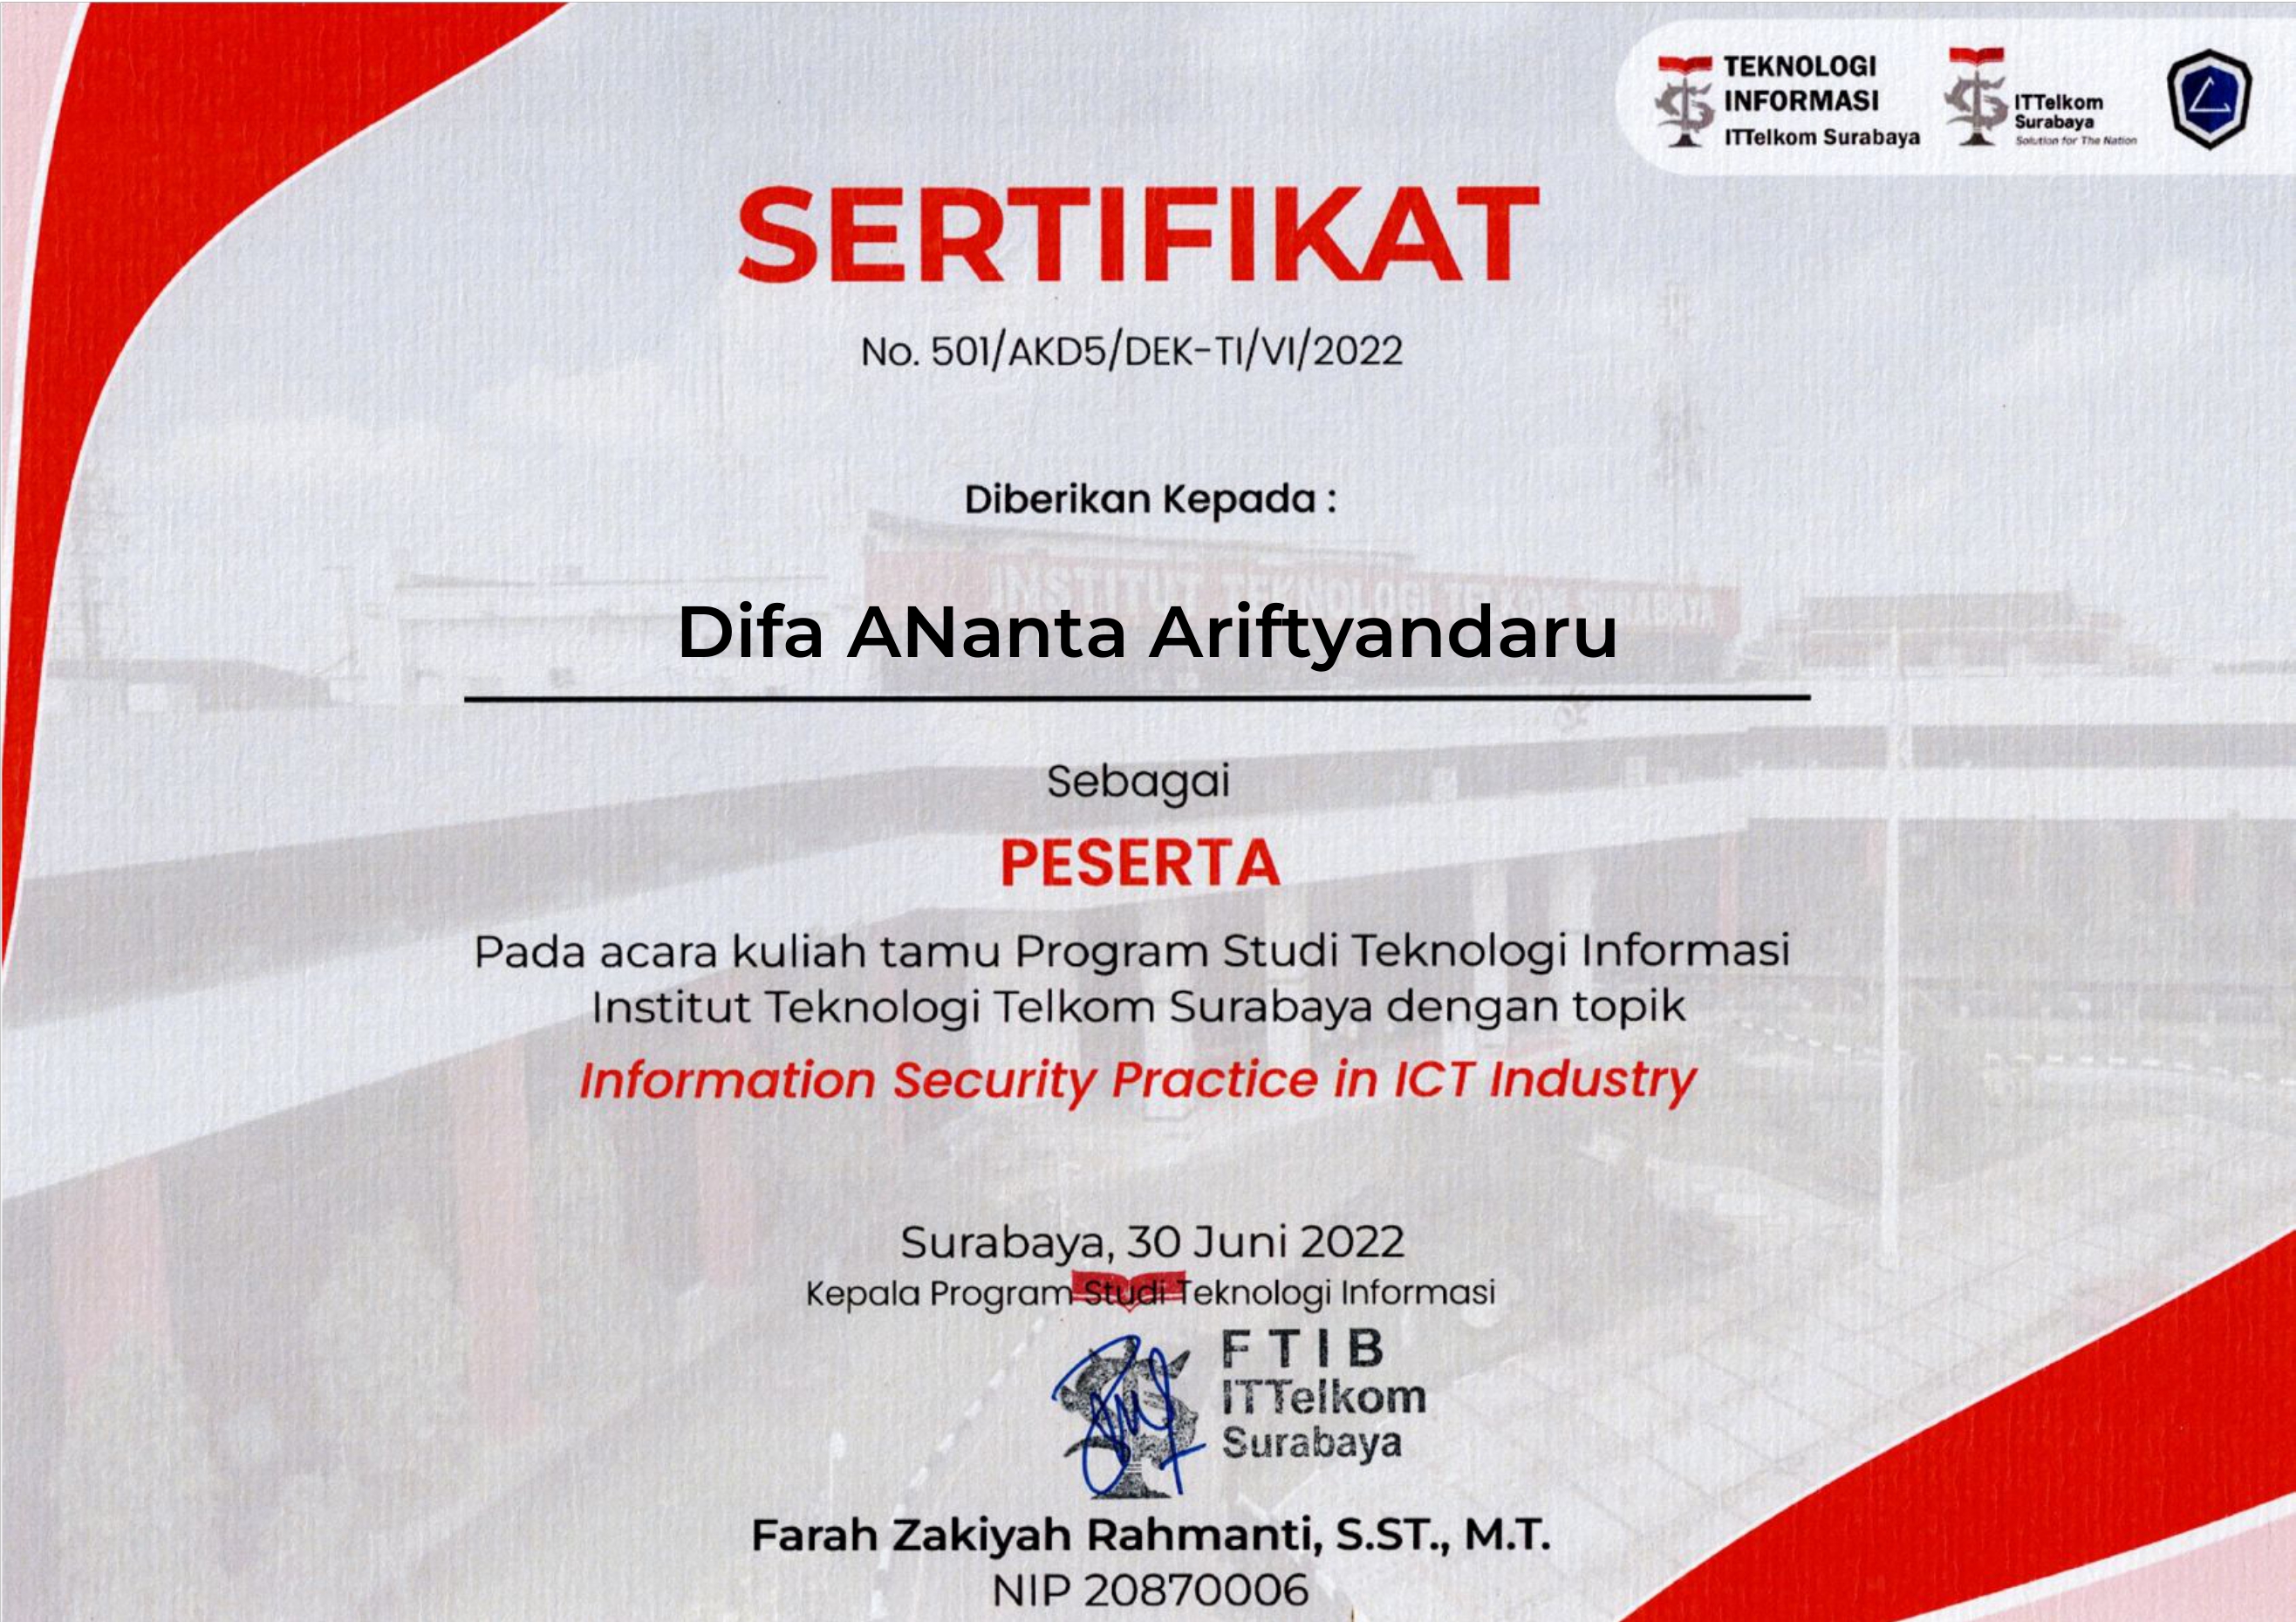 TEKNOLOGI
INFORMASI
ITTelkom Surabaya
ITTelkom
Surabaya
Solution for The Nation
SERTIFIKAT
No. 501/AKD5/DEK-TI/VI/2022
Diberikan Kepada :
INSTITUT TEKNOLOGI TELKOM SURABAYA
Difa ANanta Ariftyandaru
Sebagai
PESERTA
Pada acara kuliah tamu Program Studi Teknologi Informasi
Institut Teknologi Telkom Surabaya dengan topik
Information Security Practice in ICT Industry
Surabaya, 30 Juni 2022
Kepala Program Studi Teknologi Informasi
FTIB
ITTelkom
Surabaya
Farah Zakiyah Rahmanti, S.ST., M.T.
NIP 20870006